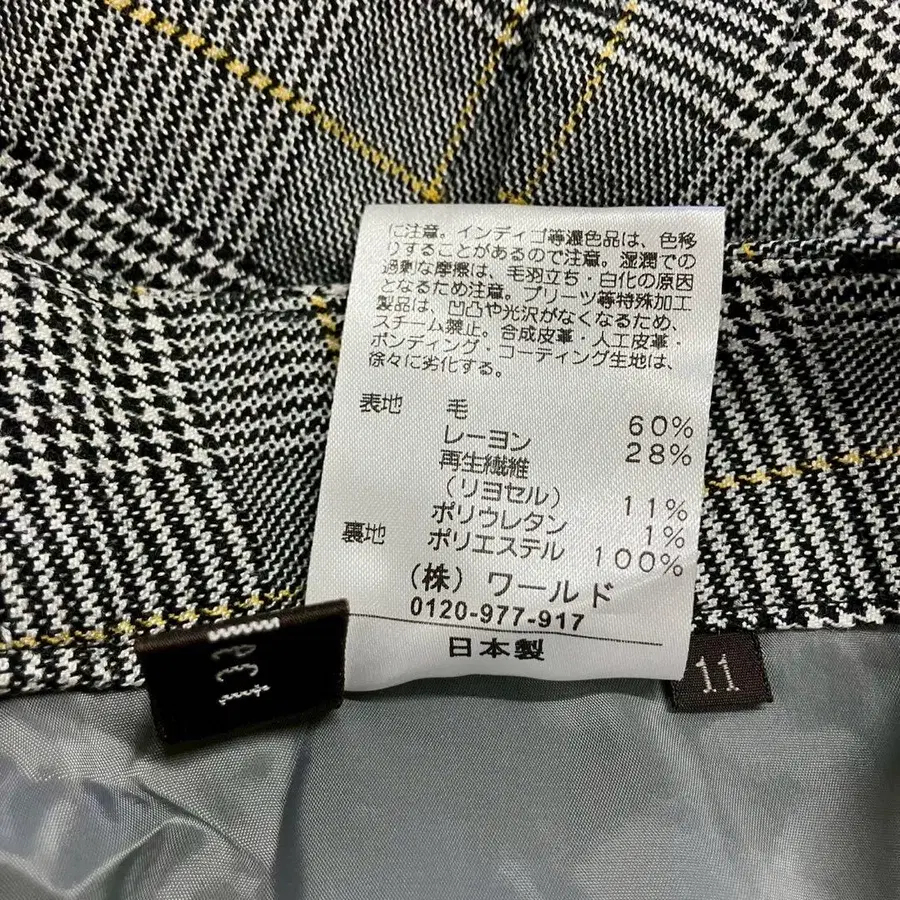 に注意。インディゴ等濃色品は、色移
りすることがあるので注意。湿潤での
過剰な摩擦は、毛羽立ち・白化の原因
となるため注意。プリーツ等特殊加工
製品は、凹凸や光沢がなくなるため、
スチーム禁止。合成皮革・人工皮革・
ボンディング、コーティング生地は、
徐々に劣化する。
表地 毛 60%
レーヨン 28%
再生繊維
(リヨセル) 11%
ポリウレタン 1%
裏地 ポリエステル 100%
(株)ワールド
0120-977-917
日本製
11